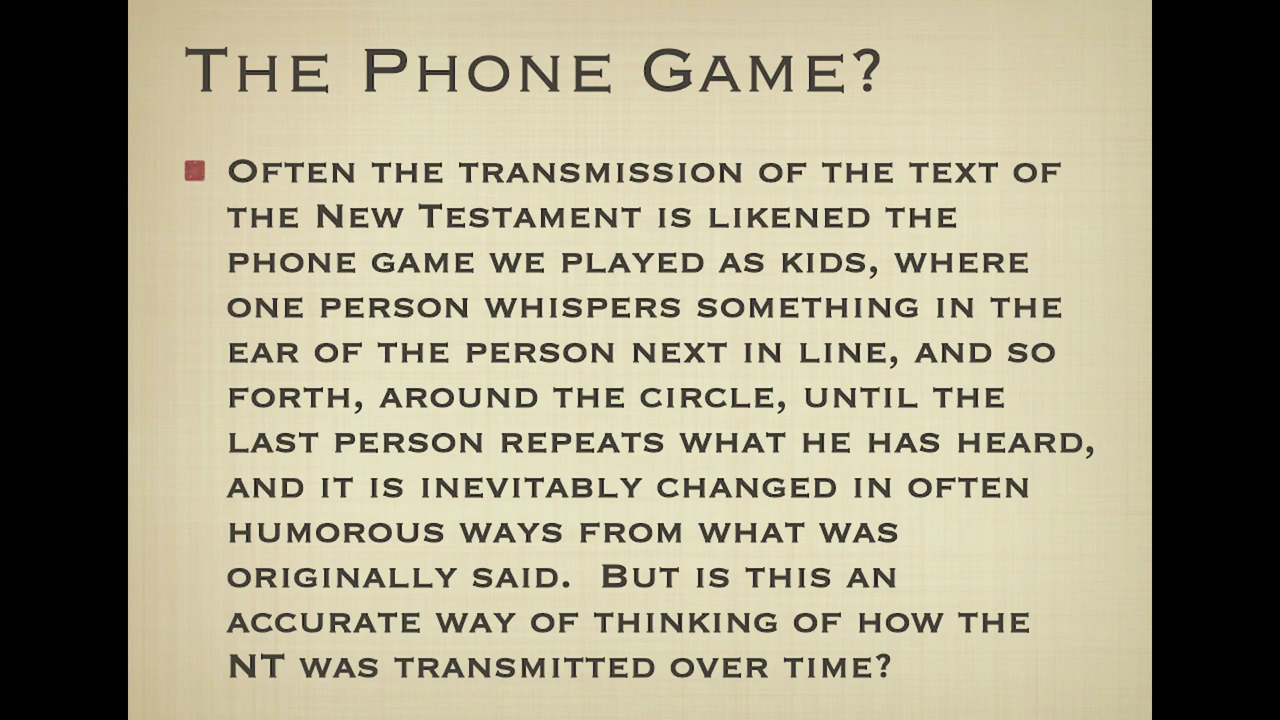 The Phone Game?
Often the transmission of the text of
the New Testament is likened the
phone game we played as kids, where
one person whispers something in the
ear of the person next in line, and so
forth, around the circle, until the
last person repeats what he has heard,
and it is inevitably changed in often
humorous ways from what was
originally said.  But is this an
accurate way of thinking of how the
NT was transmitted over time?